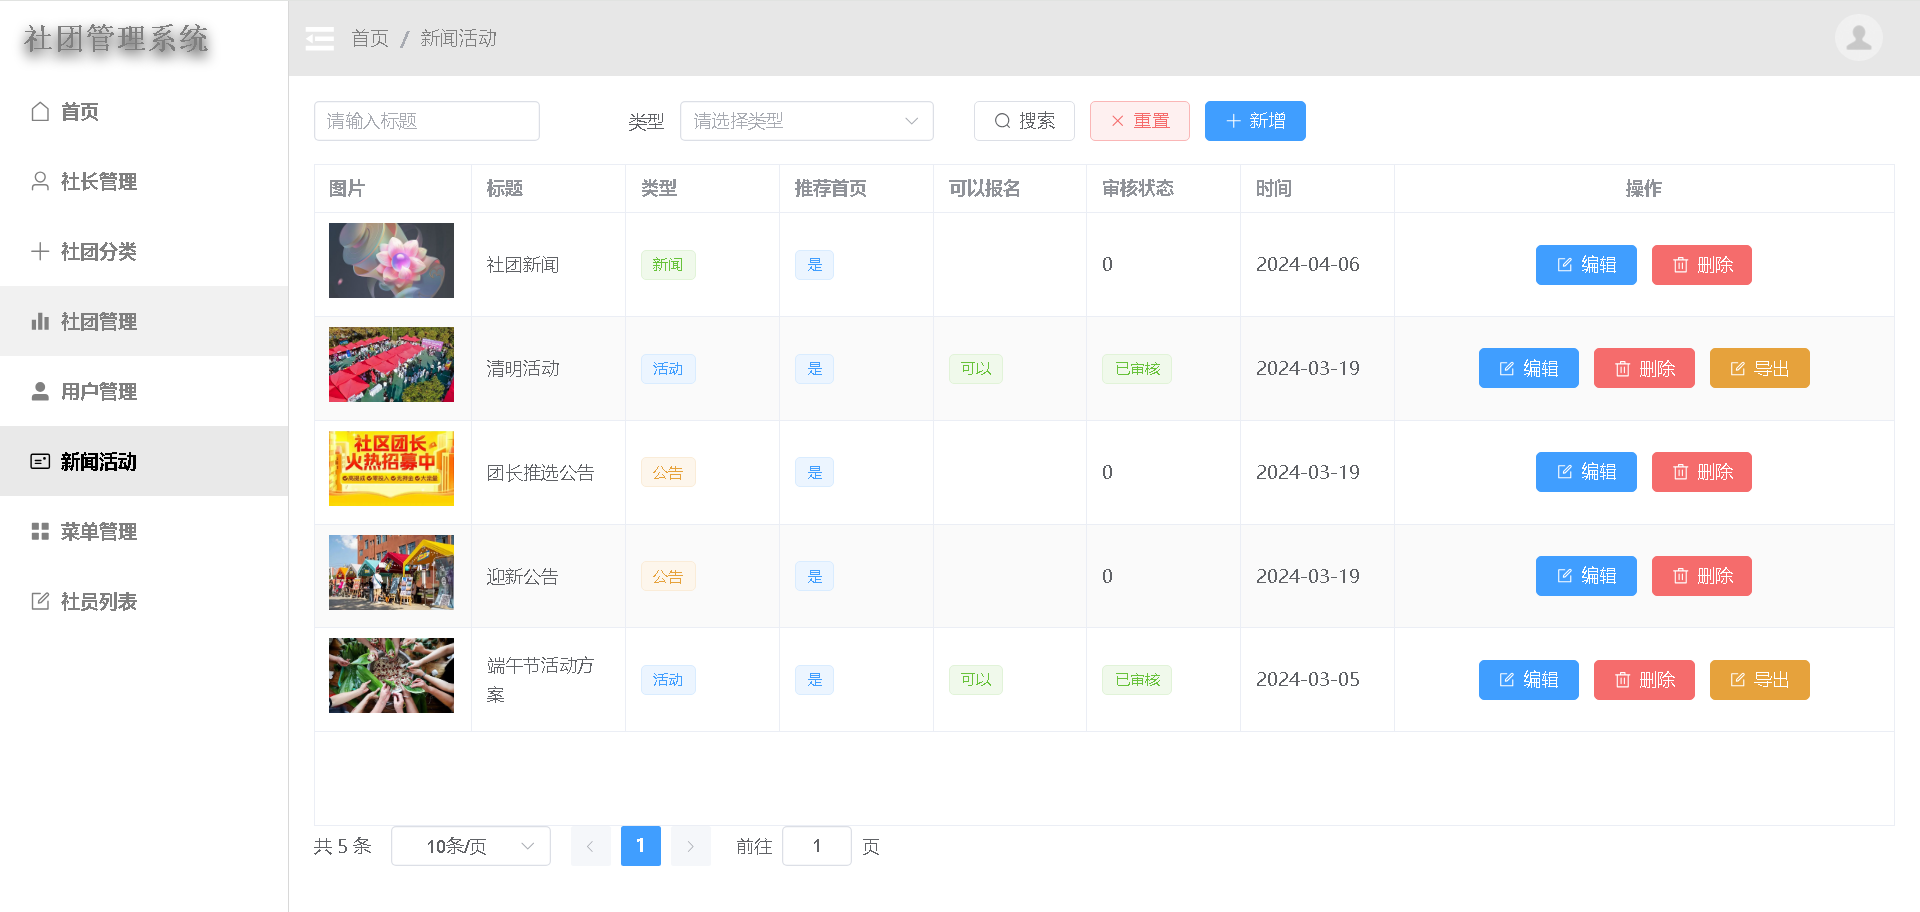 社团管理系统
首页
社长管理
社团分类
社团管理
用户管理
新闻活动
菜单管理
社员列表
首页 / 新闻活动
请输入标题 类型 请选择类型 搜索 重置 新增
图片 标题 类型 推荐首页 可以报名 审核状态 时间 操作
社团新闻 新闻 是 0 2024-04-06 编辑 删除
清明活动 活动 是 可以 已审核 2024-03-19 编辑 删除 导出
社区团长
火热招募中
团长推选公告 公告 是 0 2024-03-19 编辑 删除
迎新公告 公告 是 0 2024-03-19 编辑 删除
端午节活动方
案 活动 是 可以 已审核 2024-03-05 编辑 删除 导出
共 5 条 10条/页 1 前往 1 页